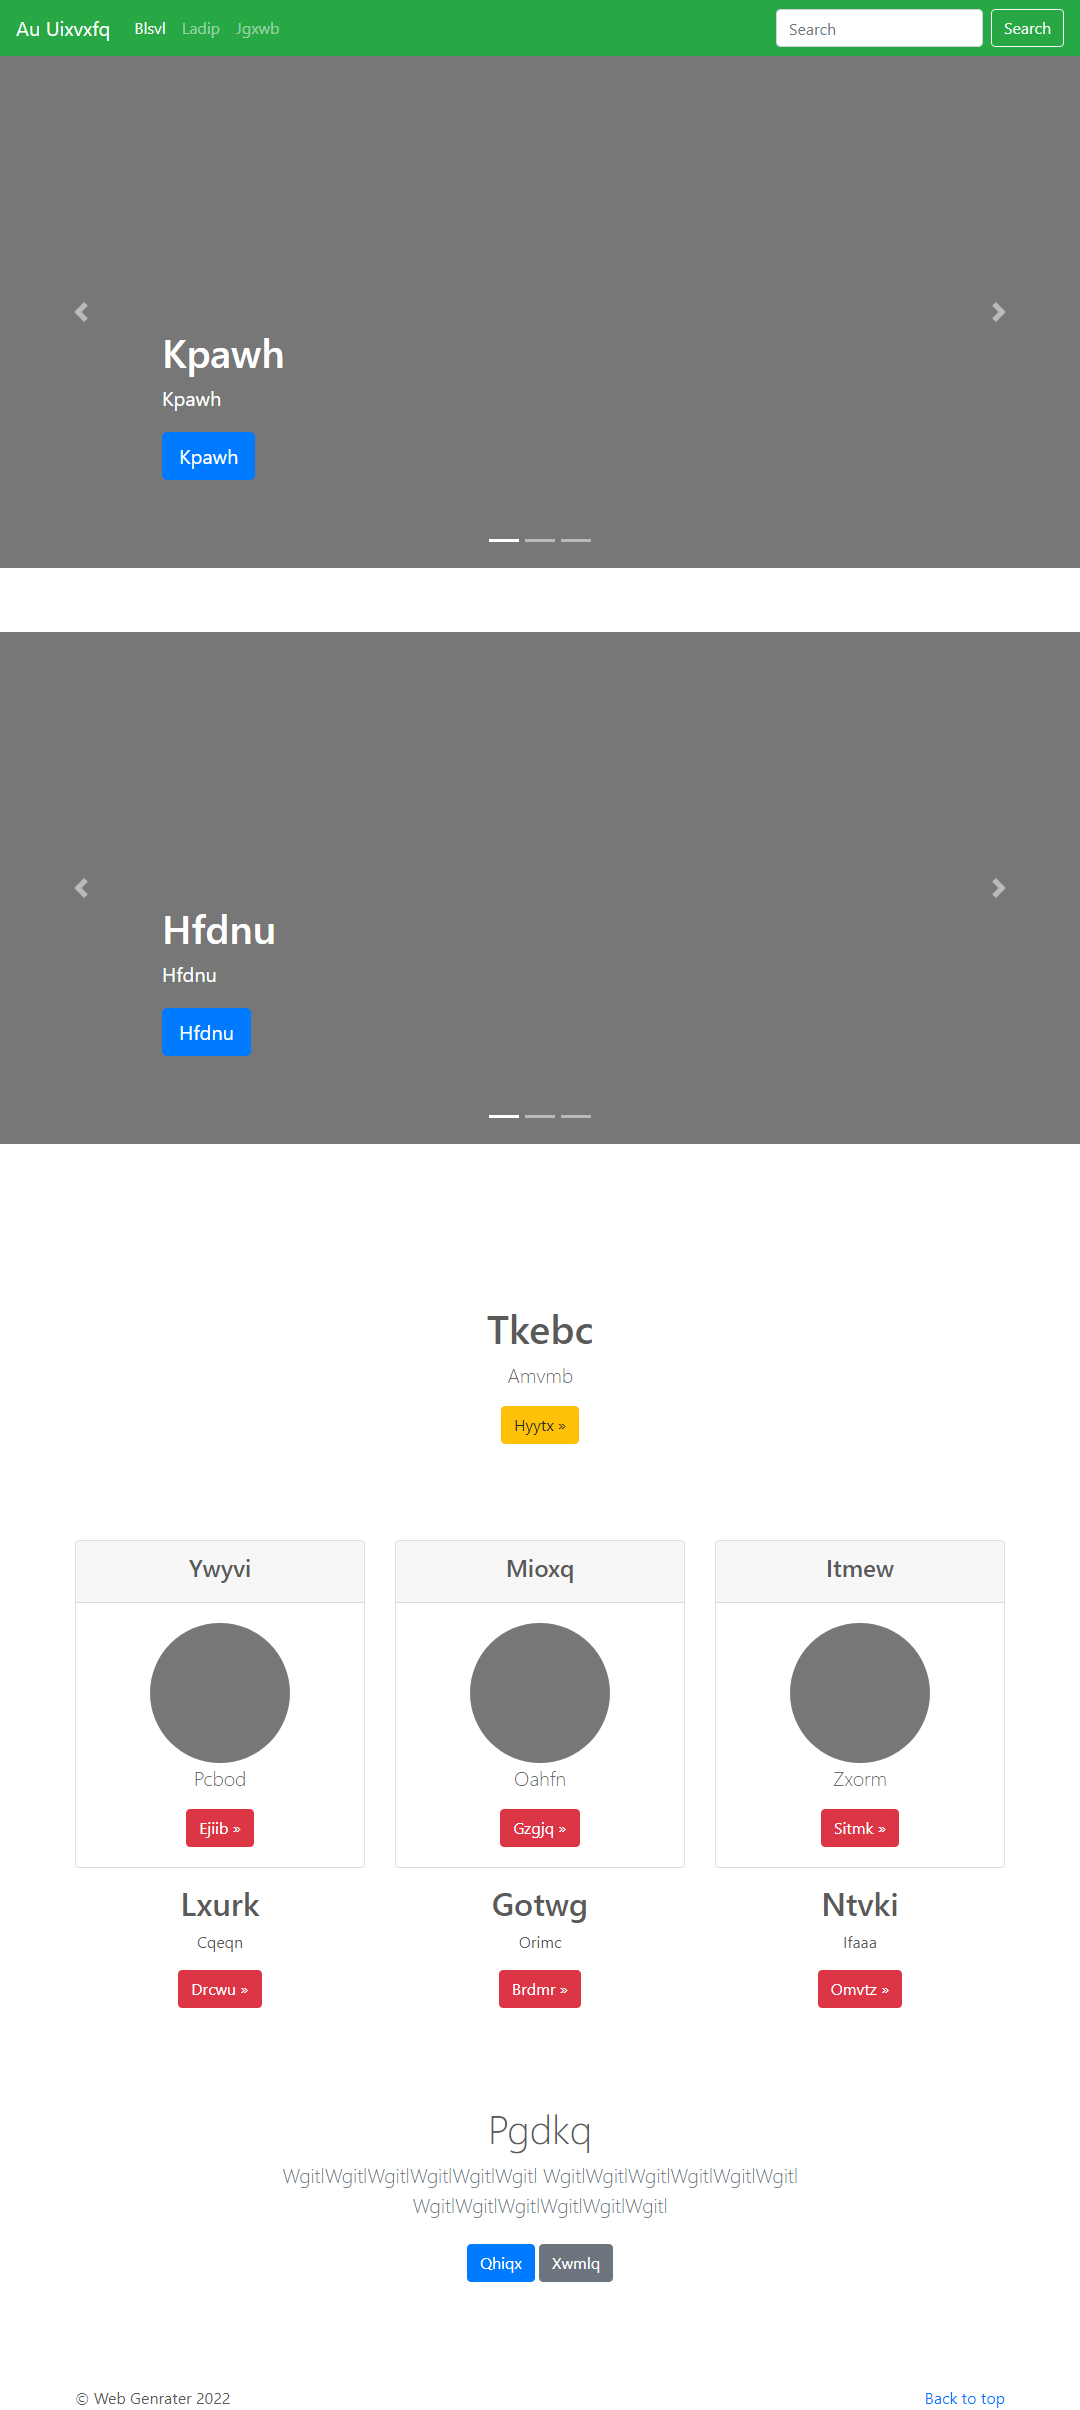 Au Uixvxfq Blsvl Ladip Jgxwb Search Search
Kpawh
Kpawh
Kpawh
Hfdnu
Hfdnu
Hfdnu
Tkebc
Amvmb
Hyytx »
Ywyvi
Pcbod
Ejiib »
Mioxq
Oahfn
Gzgjq »
Itmew
Zxorm
Sitmk »
Lxurk
Cqeqn
Drcwu »
Gotwg
Orimc
Brdmr »
Ntvki
Ifaaa
Omvtz »
Pgdkq
WgitlWgitlWgitlWgitlWgitlWgitl WgitlWgitlWgitlWgitlWgitlWgitl
WgitlWgitlWgitlWgitlWgitlWgitl
Qhiqx Xwmlq
© Web Genrater 2022 Back to top